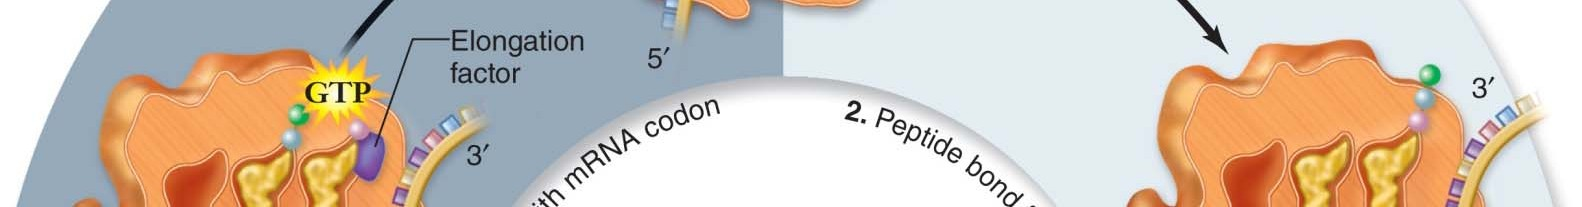 Elongation
factor
GTP
5′
3′
mRNA codon
2. Peptide bond
3′